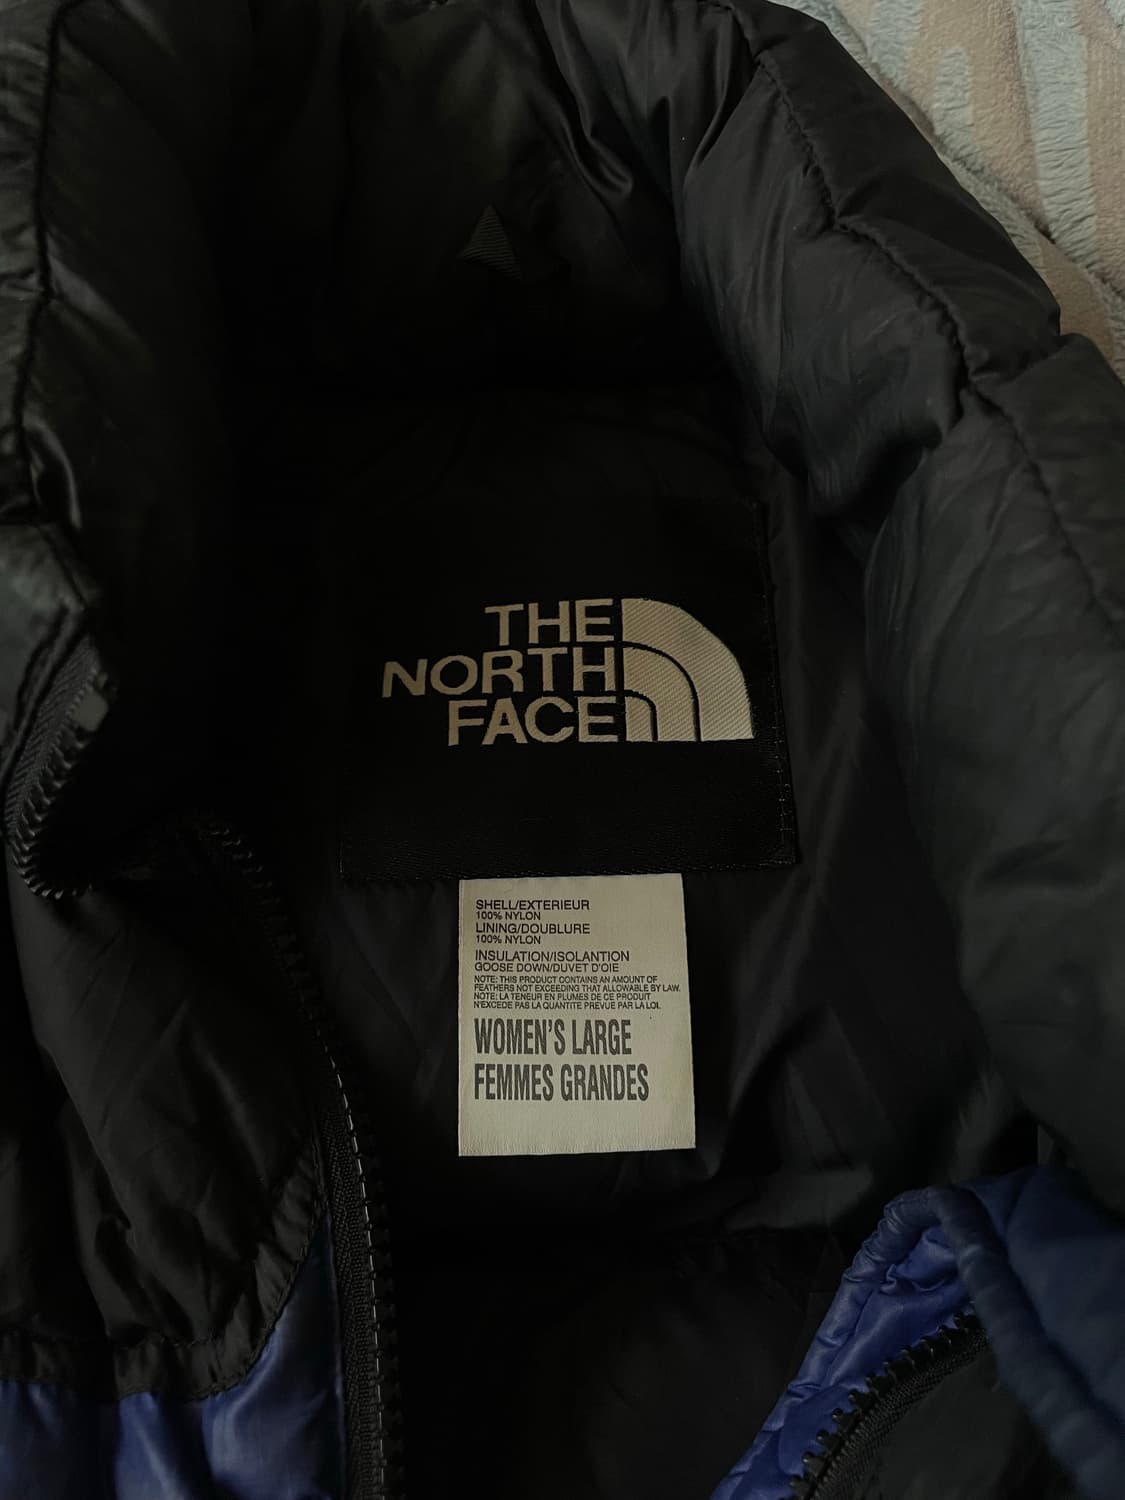 THE
NORTH
FACE
SHELL/EXTERIEUR
100% NYLON
LINING/DOUBLURE
100% NYLON
INSULATION/ISOLANTION
GOOSE DOWN/DUVET D'OIE
NOTE: THIS PRODUCT CONTAINS AN AMOUNT OF
FEATHERS NOT EXCEEDING THAT ALLOWABLE BY LAW.
NOTE: LA TENEUR EN PLUMES DE CE PRODUIT
N'EXCEDE PAS LA QUANTITE PREVUE PAR LA LOI.
WOMEN'S LARGE
FEMMES GRANDES